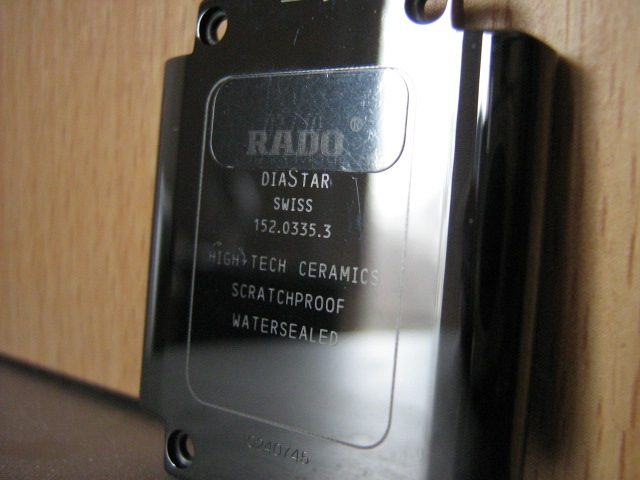 RADO®
DIASTAR
SWISS
152.0335.3
HIGH-TECH CERAMICS
SCRATCHPROOF
WATERSEALED